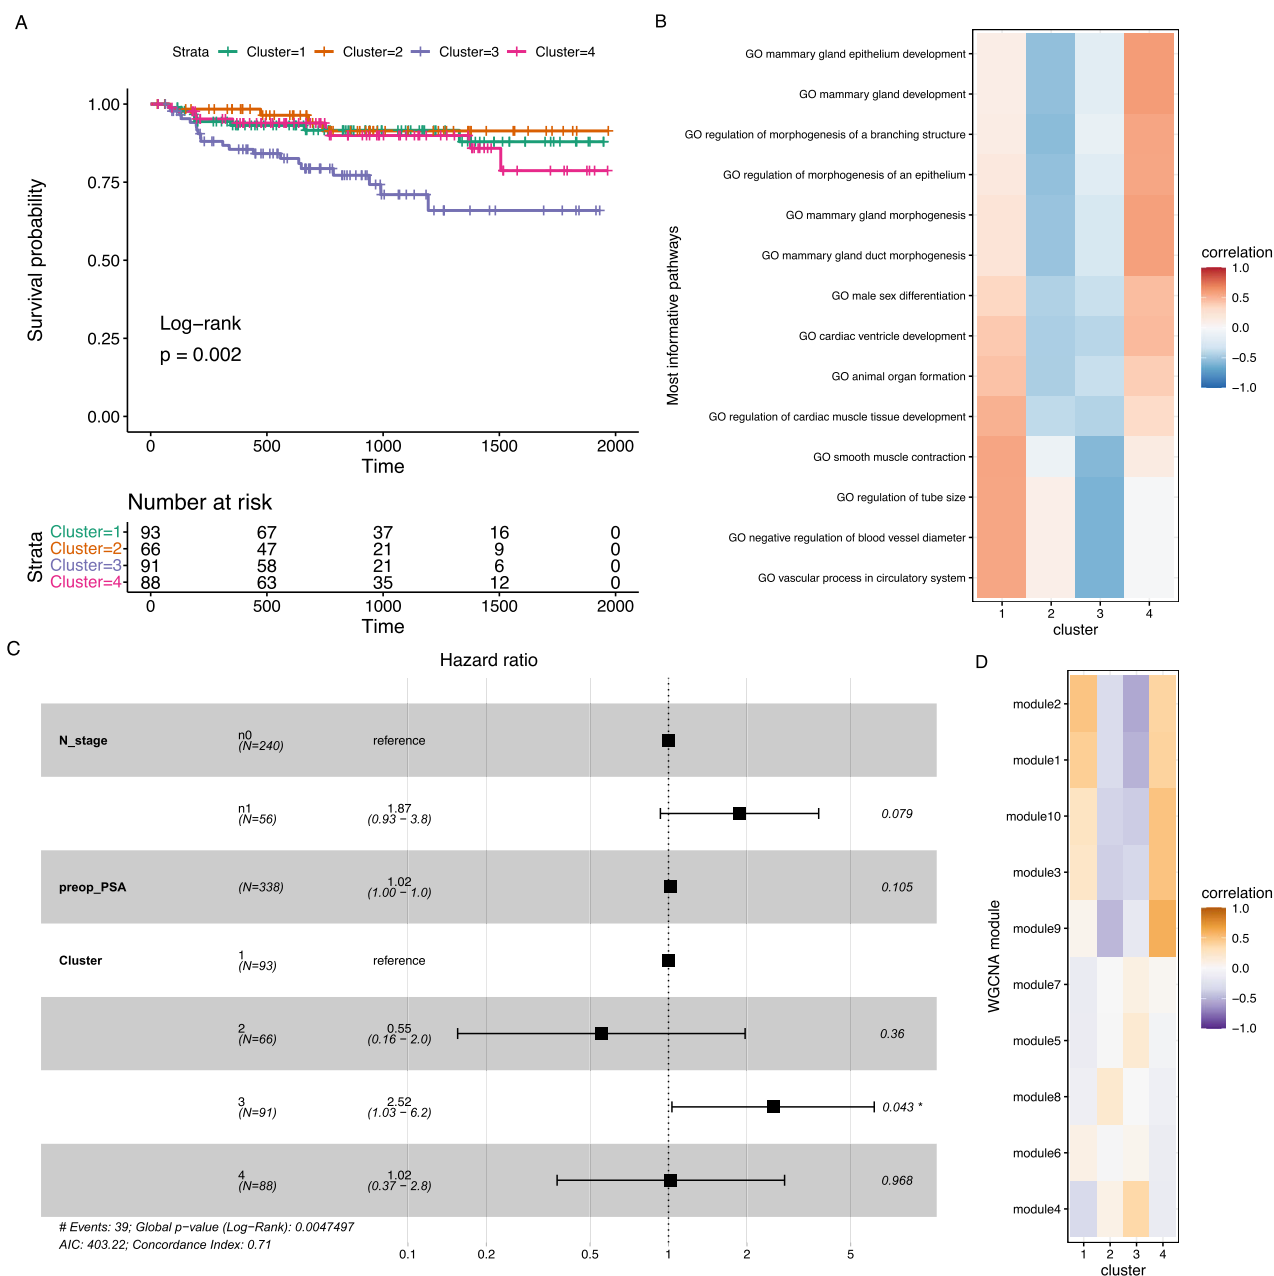 A
Strata Cluster=1 Cluster=2 Cluster=3 Cluster=4
Survival probability
1.00
0.75
0.50
0.25
0.00
Log−rank
p = 0.002
0 500 1000 1500 2000
Time
Number at risk
Strata
Cluster=1 93 67 37 16 0
Cluster=2 66 47 21 9 0
Cluster=3 91 58 21 6 0
Cluster=4 88 63 35 12 0
0 500 1000 1500 2000
Time
B
Most informative pathways
GO mammary gland epithelium development
GO mammary gland development
GO regulation of morphogenesis of a branching structure
GO regulation of morphogenesis of an epithelium
GO mammary gland morphogenesis
GO mammary gland duct morphogenesis
GO male sex differentiation
GO cardiac ventricle development
GO animal organ formation
GO regulation of cardiac muscle tissue development
GO smooth muscle contraction
GO regulation of tube size
GO negative regulation of blood vessel diameter
GO vascular process in circulatory system
1 2 3 4
cluster
correlation
1.0
0.5
0.0
−0.5
−1.0
C
Hazard ratio
N_stage n0 (N=240) reference
n1 (N=56) 1.87 (0.93 − 3.8) 0.079
preop_PSA (N=338) 1.02 (1.00 − 1.0) 0.105
Cluster 1 (N=93) reference
2 (N=66) 0.55 (0.16 − 2.0) 0.36
3 (N=91) 2.52 (1.03 − 6.2) 0.043 *
4 (N=88) 1.02 (0.37 − 2.8) 0.968
# Events: 39; Global p−value (Log−Rank): 0.0047497
AIC: 403.22; Concordance Index: 0.71
0.1 0.2 0.5 1 2 5
D
WGCNA module
module2
module1
module10
module3
module9
module7
module5
module8
module6
module4
1 2 3 4
cluster
correlation
1.0
0.5
0.0
−0.5
−1.0